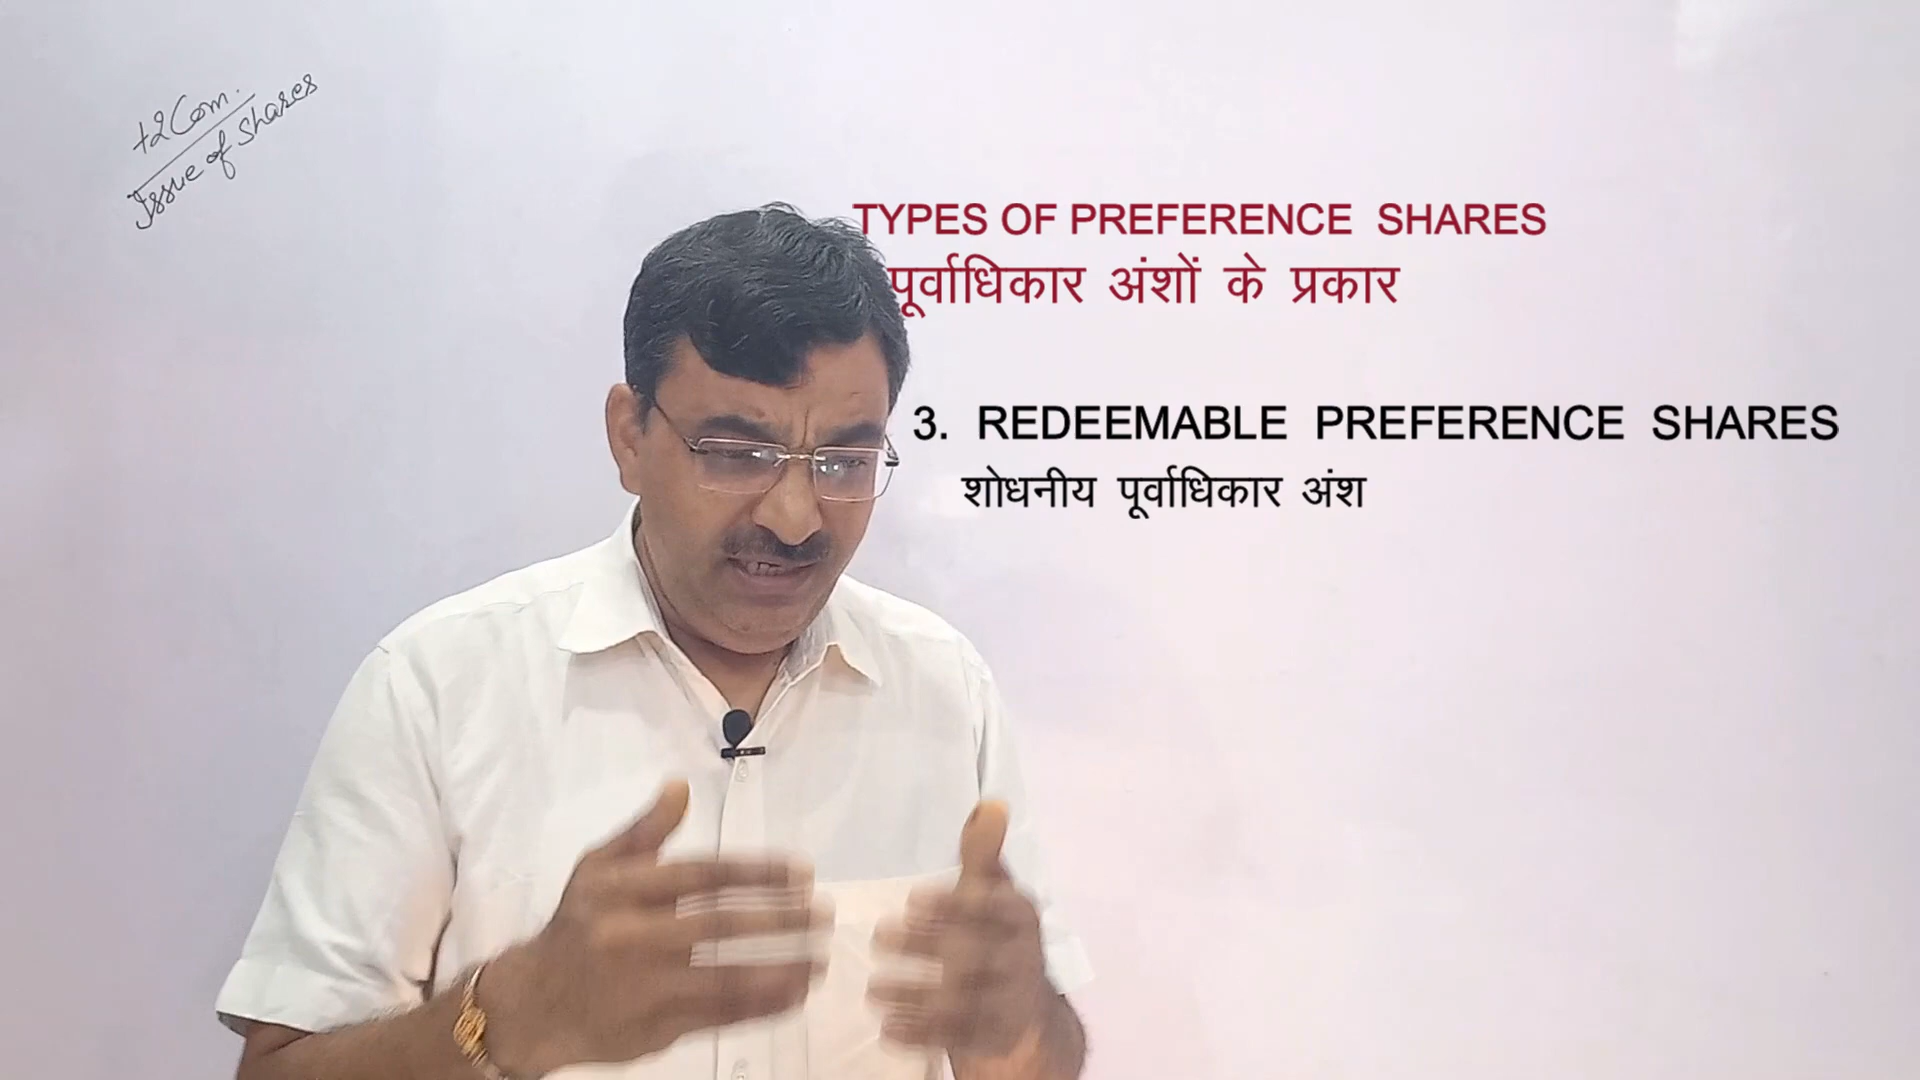 +2 Com.
Issue of Shares
TYPES OF PREFERENCE SHARES
पूर्वाधिकार अंशों के प्रकार
3. REDEEMABLE PREFERENCE SHARES
शोधनीय पूर्वाधिकार अंश